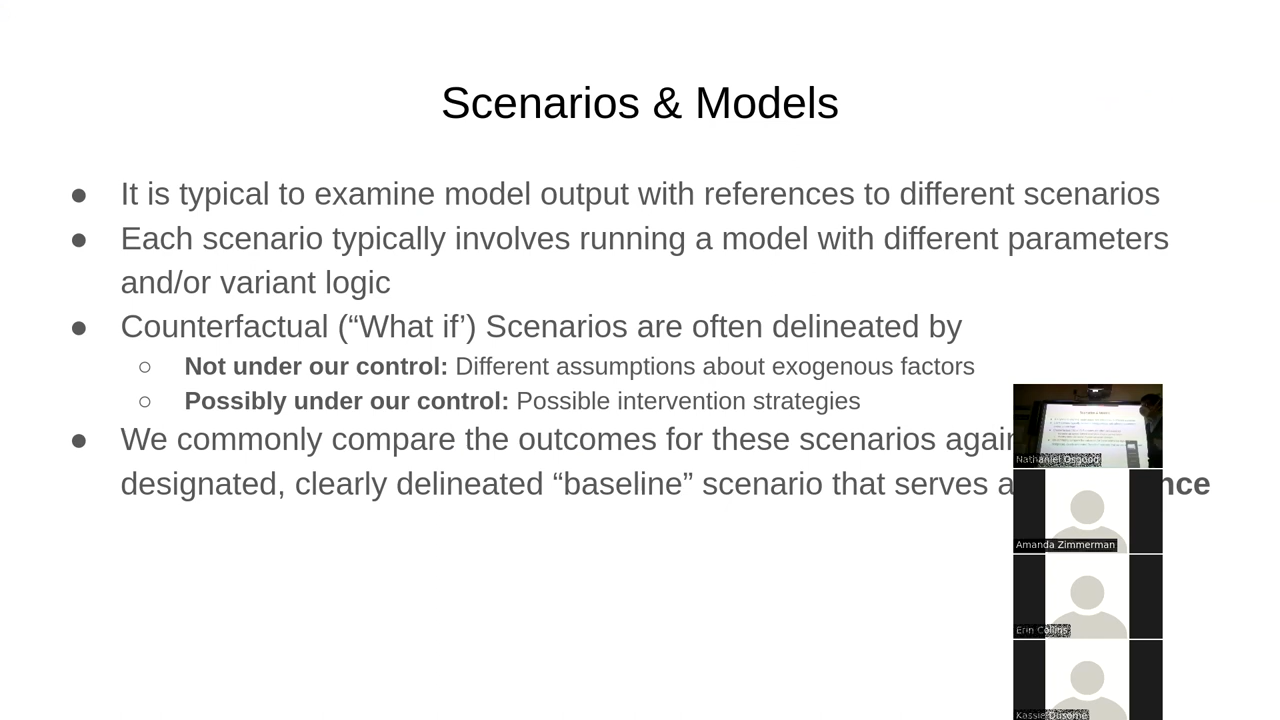 Scenarios & Models
● It is typical to examine model output with references to different scenarios
● Each scenario typically involves running a model with different parameters
and/or variant logic
● Counterfactual (“What if’) Scenarios are often delineated by
○ Not under our control: Different assumptions about exogenous factors
○ Possibly under our control: Possible intervention strategies
● We commonly compare the outcomes for these scenarios again
designated, clearly delineated “baseline” scenario that serves a nce
Nathaniel Osgood
Amanda Zimmerman
Erin Collins
Kassie Dusome